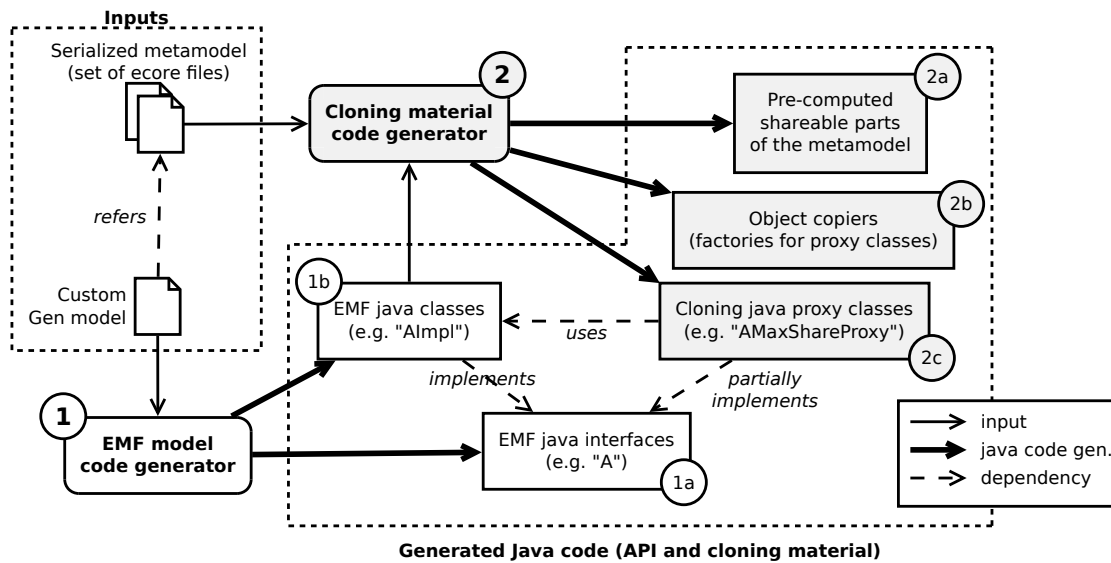 Inputs
Serialized metamodel
(set of ecore files)
2
Cloning material
code generator
2a
Pre-computed
shareable parts
of the metamodel
refers
2b
Object copiers
(factories for proxy classes)
Custom
Gen model
1b
EMF java classes
(e.g. "AImpl")
uses
Cloning java proxy classes
(e.g. "AMaxShareProxy")
2c
implements
partially
implements
1
EMF model
code generator
EMF java interfaces
(e.g. "A")
1a
input
java code gen.
dependency
Generated Java code (API and cloning material)